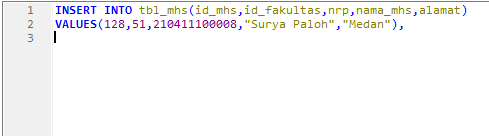 1 INSERT INTO tbl_mhs(id_mhs,id_fakultas,nrp,nama_mhs,alamat)
2 VALUES(128,51,210411100008,"Surya Paloh","Medan"),
3